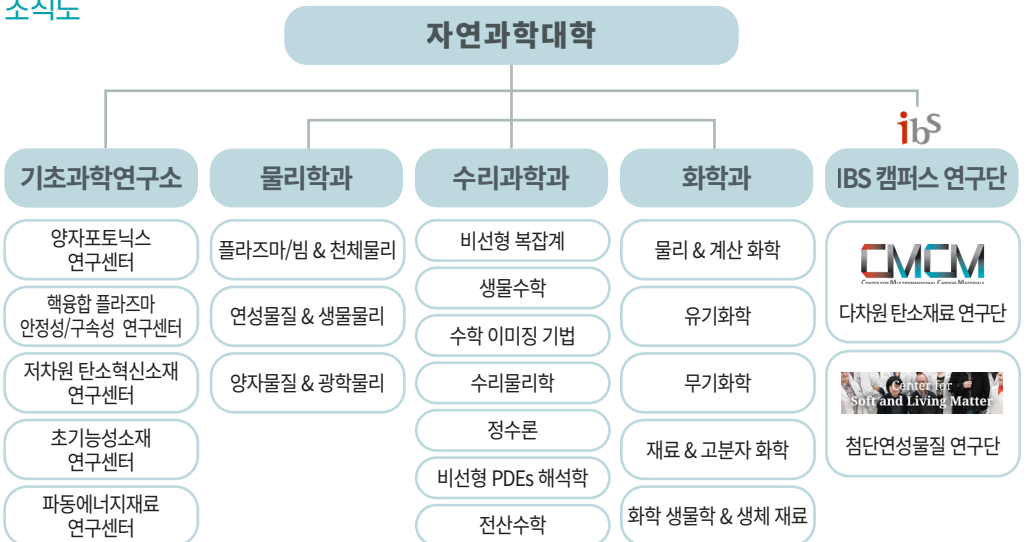 조직도
자연과학대학
ibs
기초과학연구소
물리학과
수리과학과
화학과
IBS 캠퍼스 연구단
양자포토닉스
연구센터
핵융합 플라즈마
안정성/구속성 연구센터
저차원 탄소혁신소재
연구센터
초기능성소재
연구센터
파동에너지재료
연구센터
플라즈마/빔 & 천체물리
연성물질 & 생물물리
양자물질 & 광학물리
비선형 복잡계
생물수학
수학 이미징 기법
수리물리학
정수론
비선형 PDEs 해석학
전산수학
물리 & 계산 화학
유기화학
무기화학
재료 & 고분자 화학
화학 생물학 & 생체 재료
CMCM
Center for Multidimensional Carbon Materials
다차원 탄소재료 연구단
Center for
Soft and Living Matter
첨단연성물질 연구단